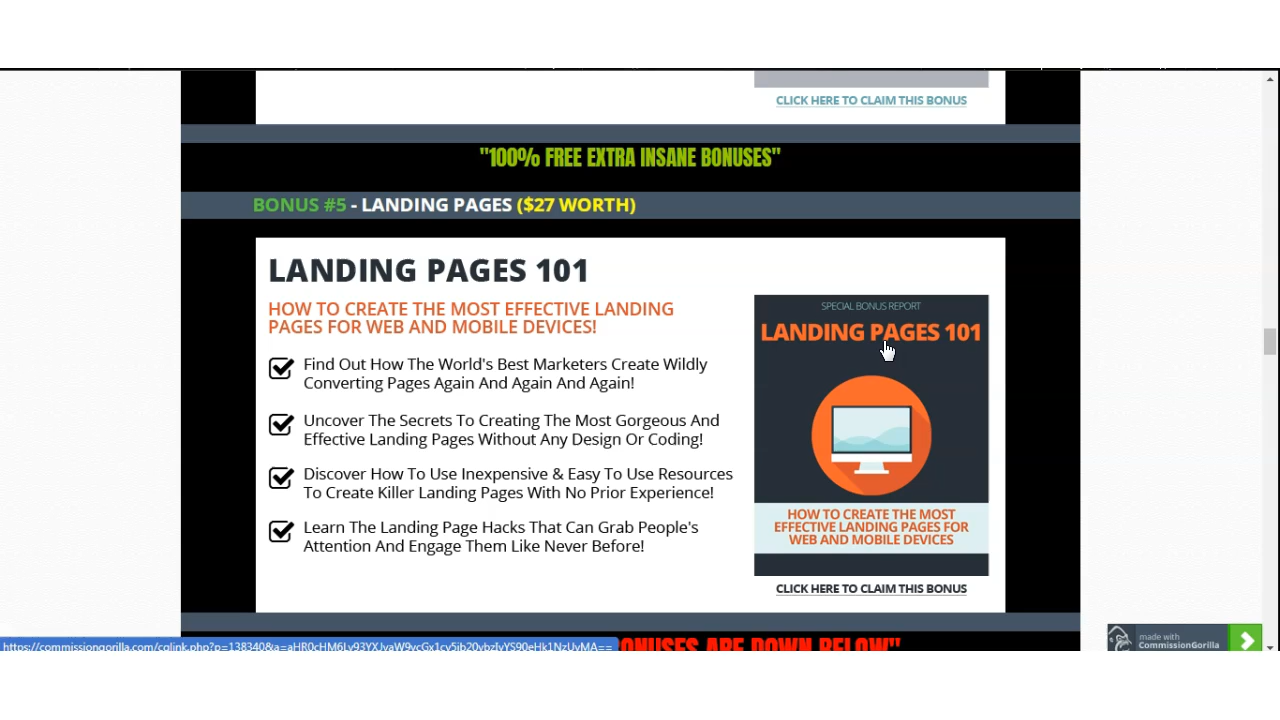 CLICK HERE TO CLAIM THIS BONUS
"100% FREE EXTRA INSANE BONUSES"
BONUS #5 - LANDING PAGES ($27 WORTH)
LANDING PAGES 101
HOW TO CREATE THE MOST EFFECTIVE LANDING
PAGES FOR WEB AND MOBILE DEVICES!
Find Out How The World's Best Marketers Create Wildly
Converting Pages Again And Again And Again!
Uncover The Secrets To Creating The Most Gorgeous And
Effective Landing Pages Without Any Design Or Coding!
Discover How To Use Inexpensive & Easy To Use Resources
To Create Killer Landing Pages With No Prior Experience!
Learn The Landing Page Hacks That Can Grab People's
Attention And Engage Them Like Never Before!
SPECIAL BONUS REPORT
LANDING PAGES 101
HOW TO CREATE THE MOST
EFFECTIVE LANDING PAGES FOR
WEB AND MOBILE DEVICES
CLICK HERE TO CLAIM THIS BONUS
ONUSES ARE DOWN BELOW"
made with
CommissionGorilla